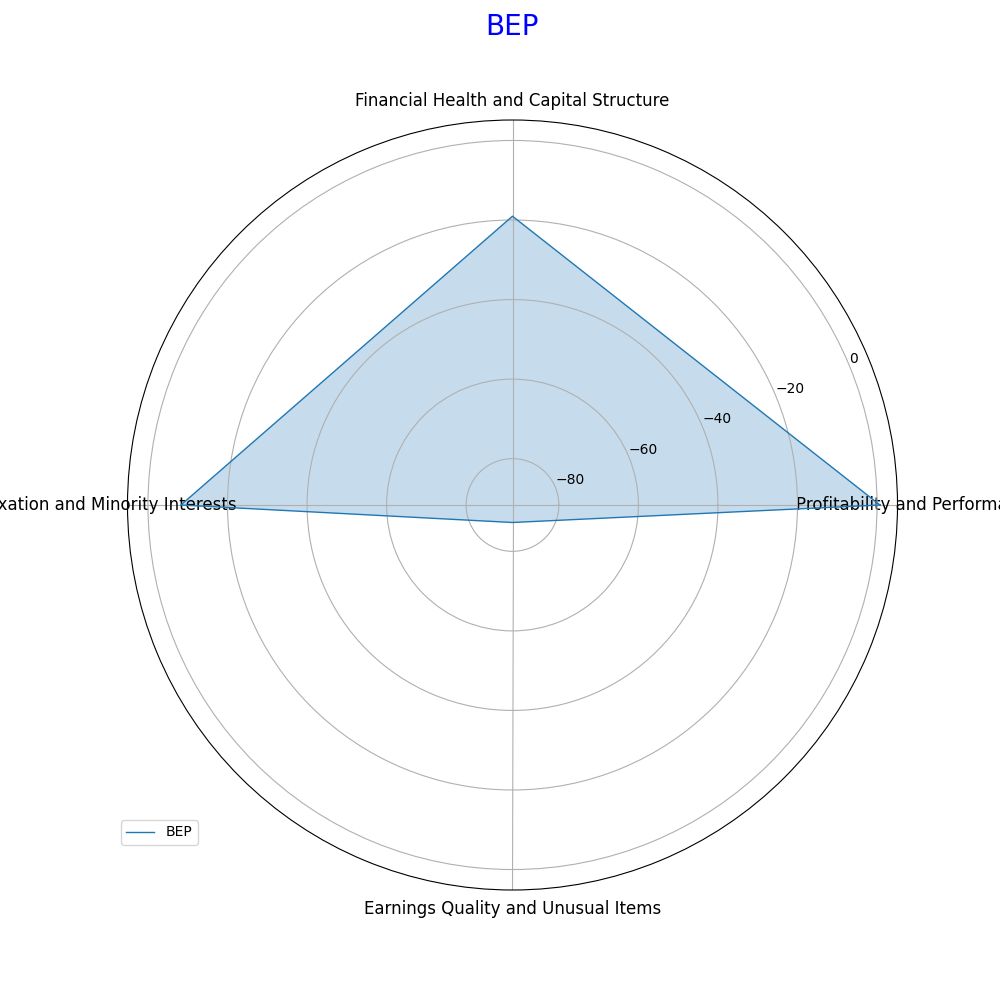 BEP
Financial Health and Capital Structure
0
−20
−40
−60
−80
xation and Minority Interests
Profitability and Performa
BEP
Earnings Quality and Unusual Items